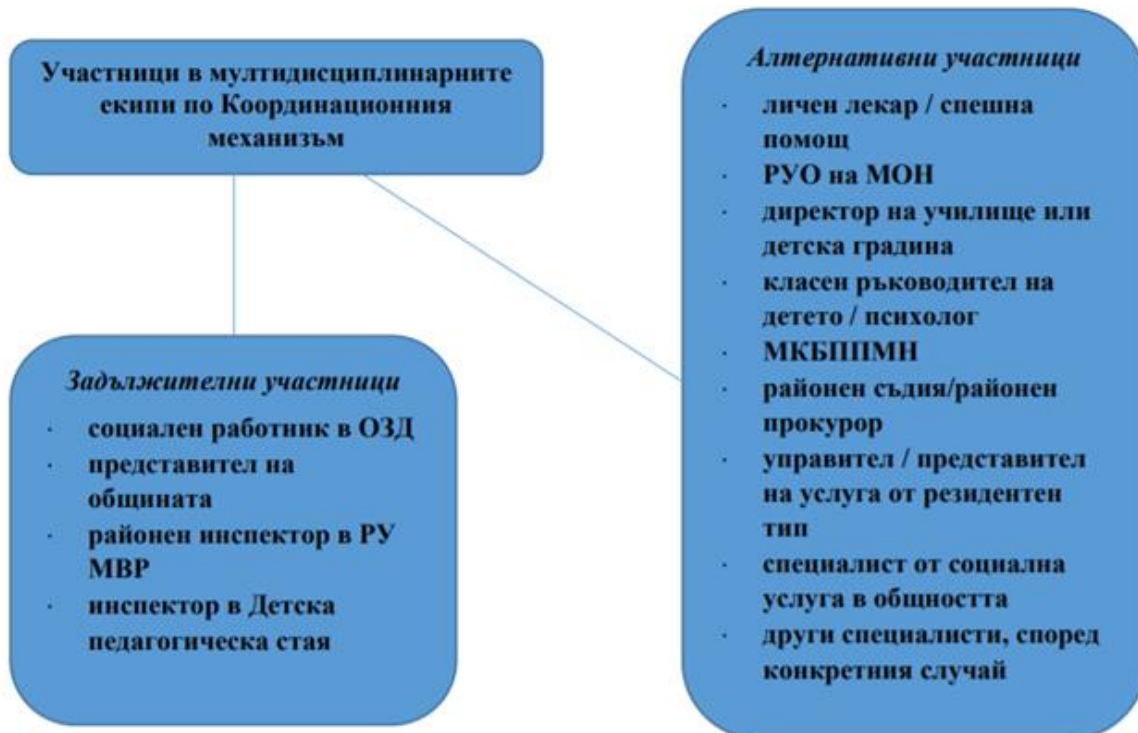 Участници в мултидисциплинарните
екипи по Координационния
механизъм
Задължителни участници
· социален работник в ОЗД
· представител на
общината
· районен инспектор в РУ
МВР
· инспектор в Детска
педагогическа стая
Алтернативни участници
· личен лекар / спешна
помощ
· РУО на МОН
· директор на училище или
детска градина
· класен ръководител на
детето / психолог
· МКБППМН
· районен съдия/районен
прокурор
· управител / представител
на услуга от резидентен
тип
· специалист от социална
услуга в общността
· други специалисти, според
конкретния случай